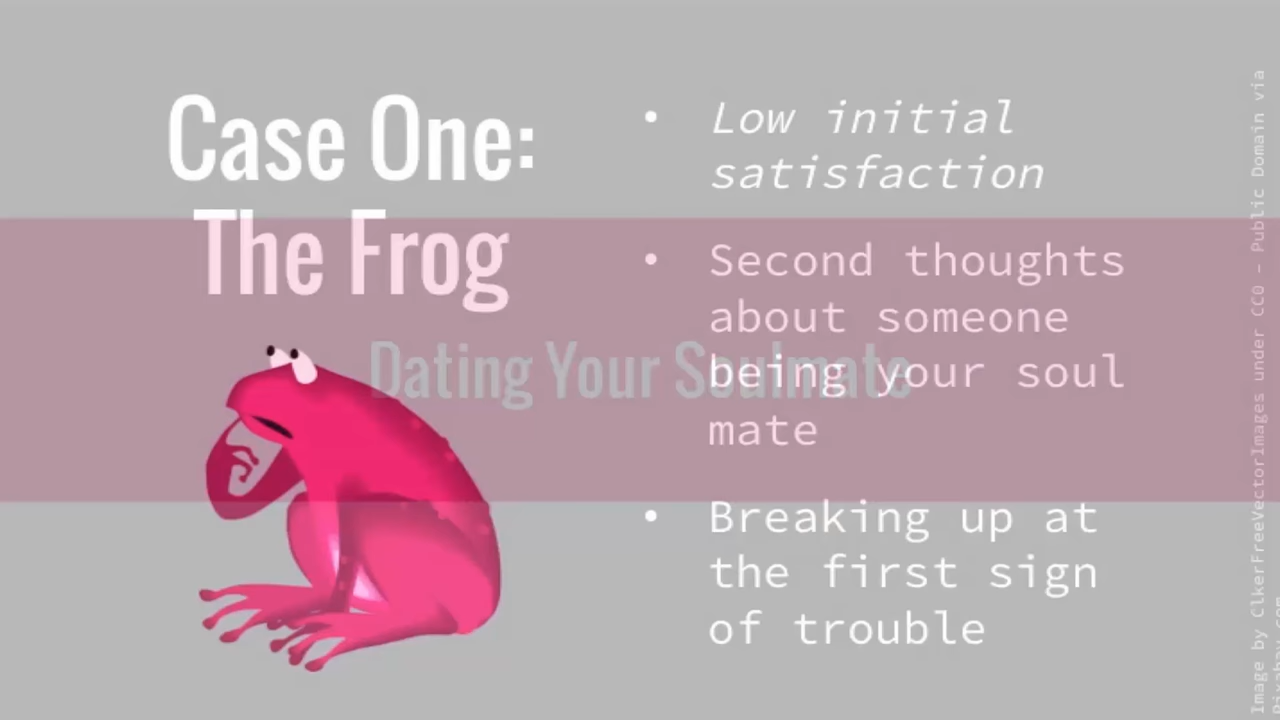 Case One:
The Frog
Dating Your Soulmate
• Low initial
satisfaction
• Second thoughts
about someone
being your soul
mate
• Breaking up at
the first sign
of trouble
Image by ClkerFreeVectorImages under CC0 – Public Domain via